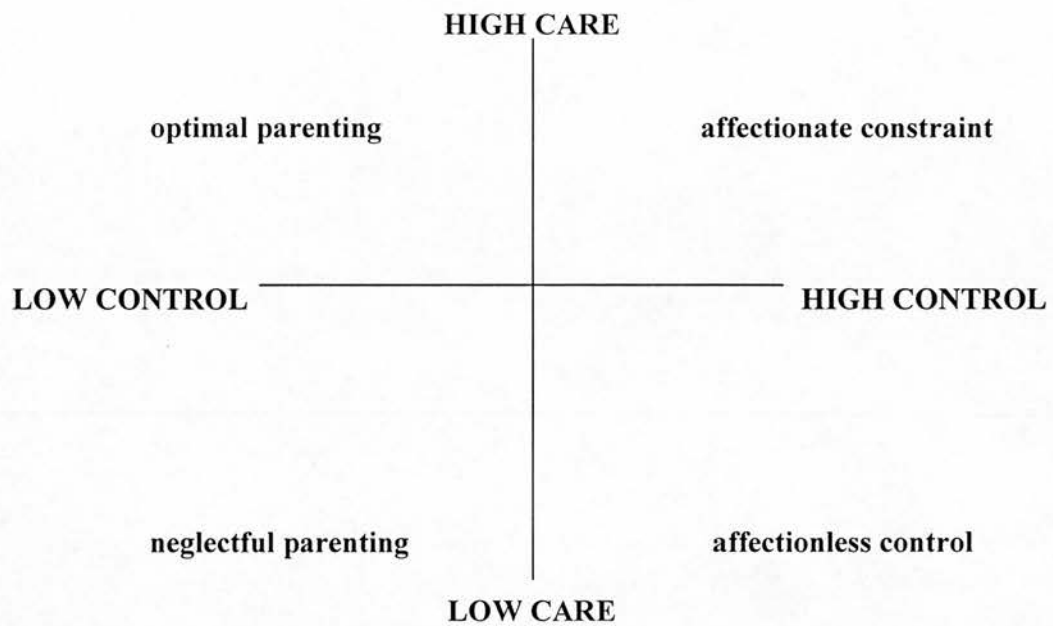 HIGH CARE
optimal parenting affectionate constraint
LOW CONTROL HIGH CONTROL
neglectful parenting affectionless control
LOW CARE